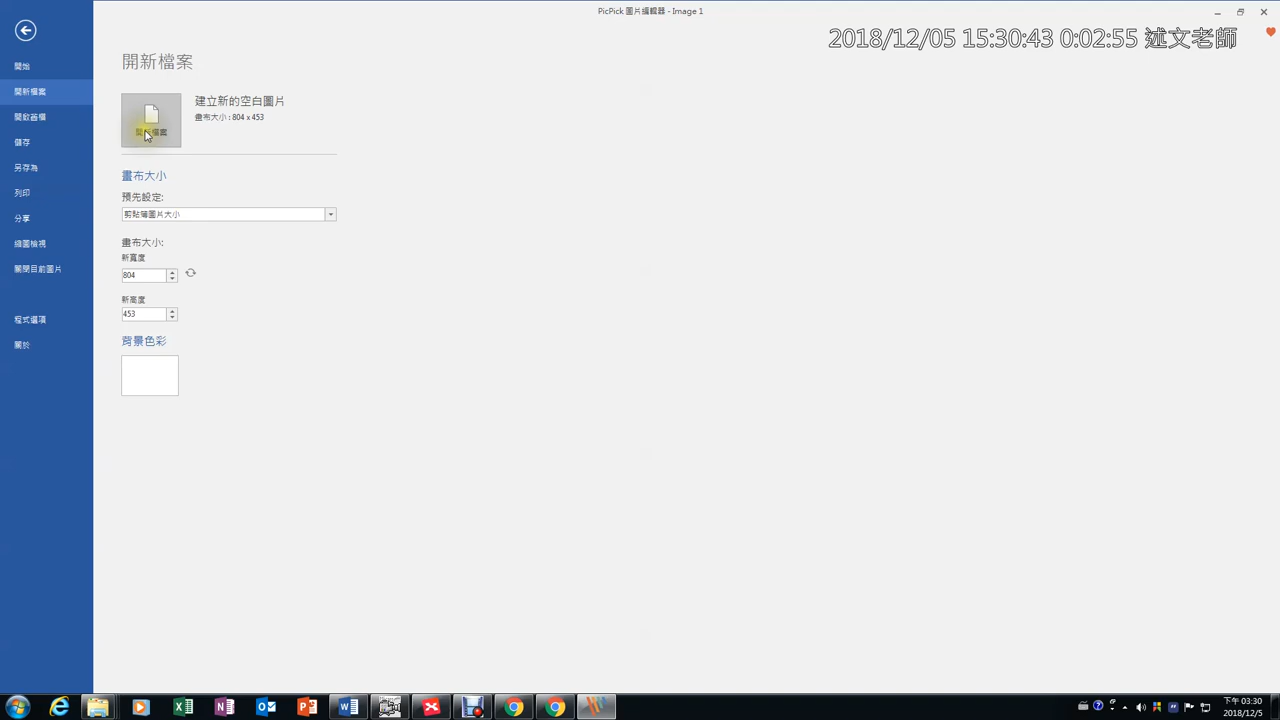 PicPick 圖片編輯器 - Image 1
2018/12/05 15:30:43 0:02:55 述文老師
開始
開新檔案
開啟舊檔
儲存
另存為
列印
分享
縮圖檢視
關閉目前圖片
程式選項
關於
開新檔案
開新檔案
建立新的空白圖片
畫布大小 : 804 x 453
畫布大小
預先設定:
剪貼簿圖片大小
畫布大小:
新寬度
804
新高度
453
背景色彩
下午 03:30
2018/12/5